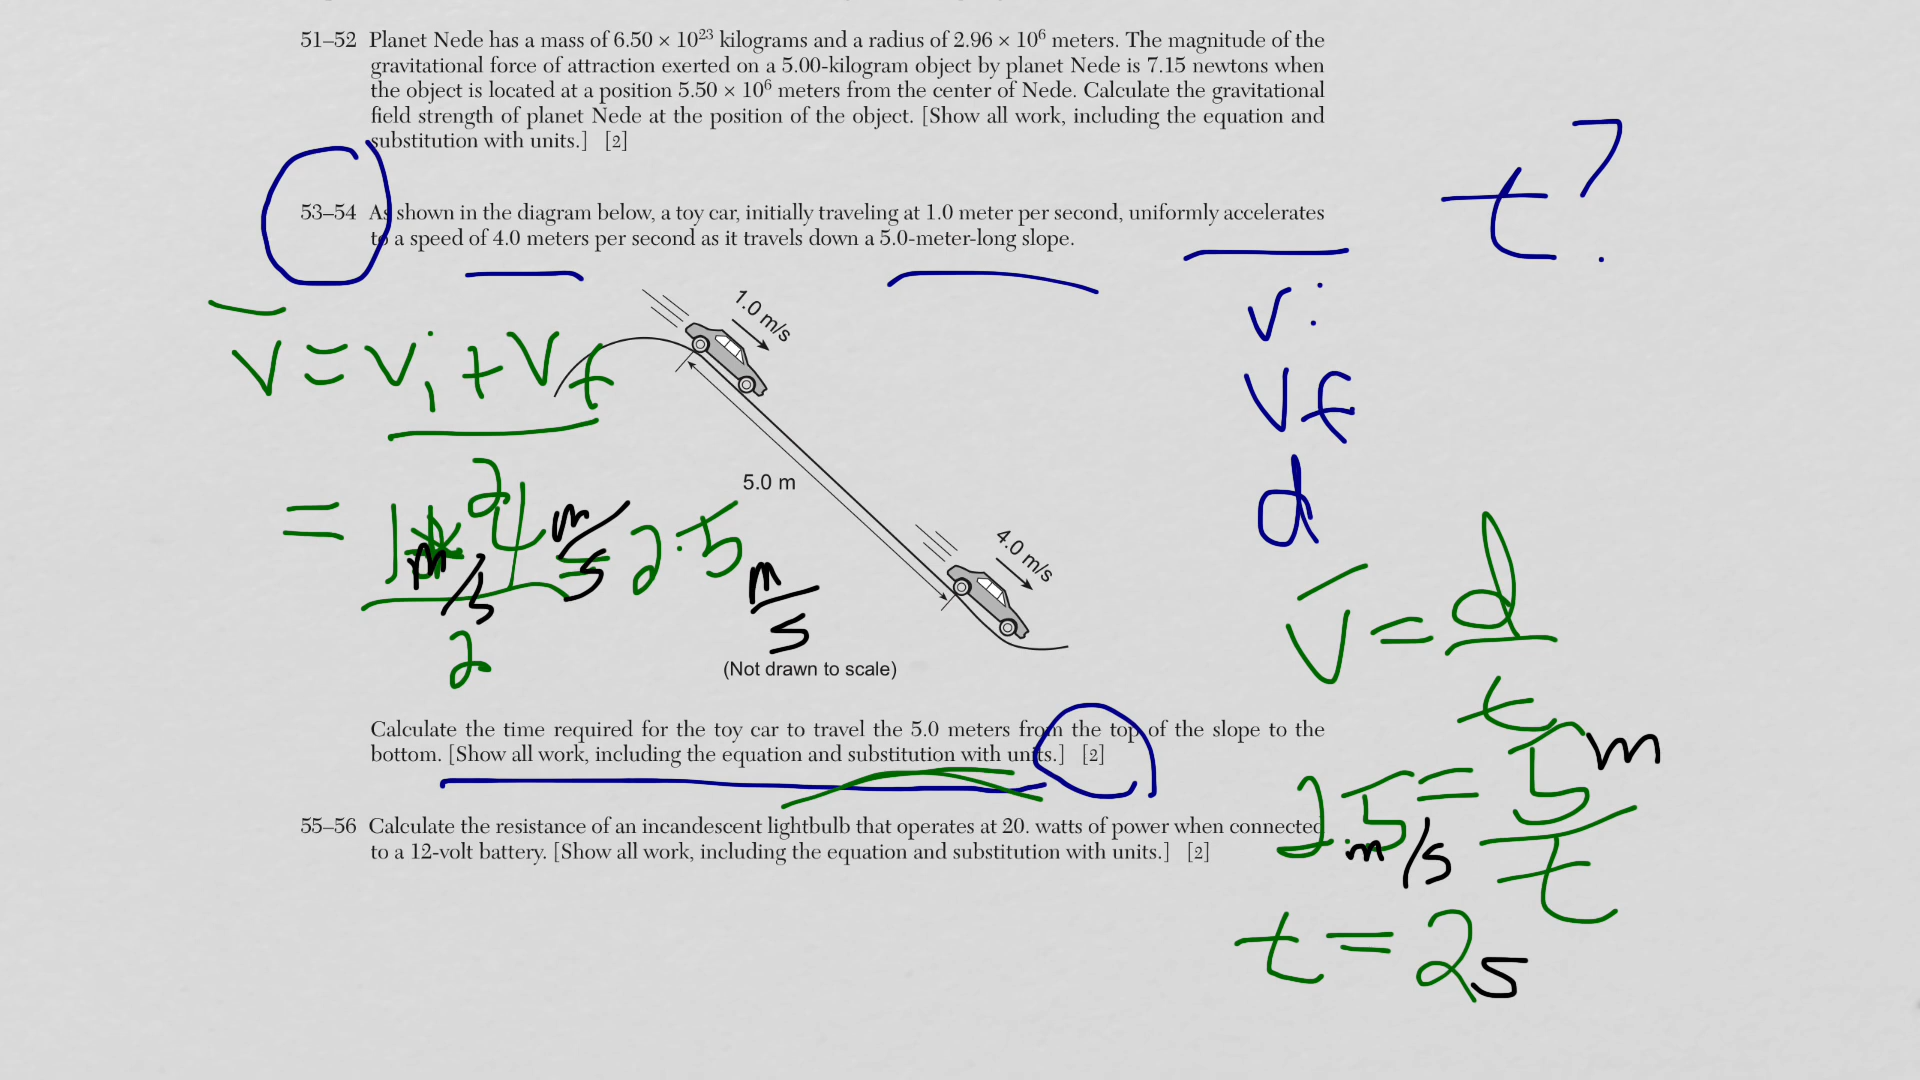 51–52 Planet Nede has a mass of 6.50 × 10²³ kilograms and a radius of 2.96 × 10⁶ meters. The magnitude of the
gravitational force of attraction exerted on a 5.00-kilogram object by planet Nede is 7.15 newtons when
the object is located at a position 5.50 × 10⁶ meters from the center of Nede. Calculate the gravitational
field strength of planet Nede at the position of the object. [Show all work, including the equation and
substitution with units.] [2]
t?
53–54 As shown in the diagram below, a toy car, initially traveling at 1.0 meter per second, uniformly accelerates
to a speed of 4.0 meters per second as it travels down a 5.0-meter-long slope.
1.0 m/s
vi
v̄ = vi + vf
vf
5.0 m
d
= 1 m/s 4 m/s
2
= 2.5 m/s
4.0 m/s
v̄ = d
t
(Not drawn to scale)
Calculate the time required for the toy car to travel the 5.0 meters from the top of the slope to the
bottom. [Show all work, including the equation and substitution with units.] [2]
2.5 m/s = 5 m
t
55–56 Calculate the resistance of an incandescent lightbulb that operates at 20. watts of power when connected
to a 12-volt battery. [Show all work, including the equation and substitution with units.] [2]
t = 2 s